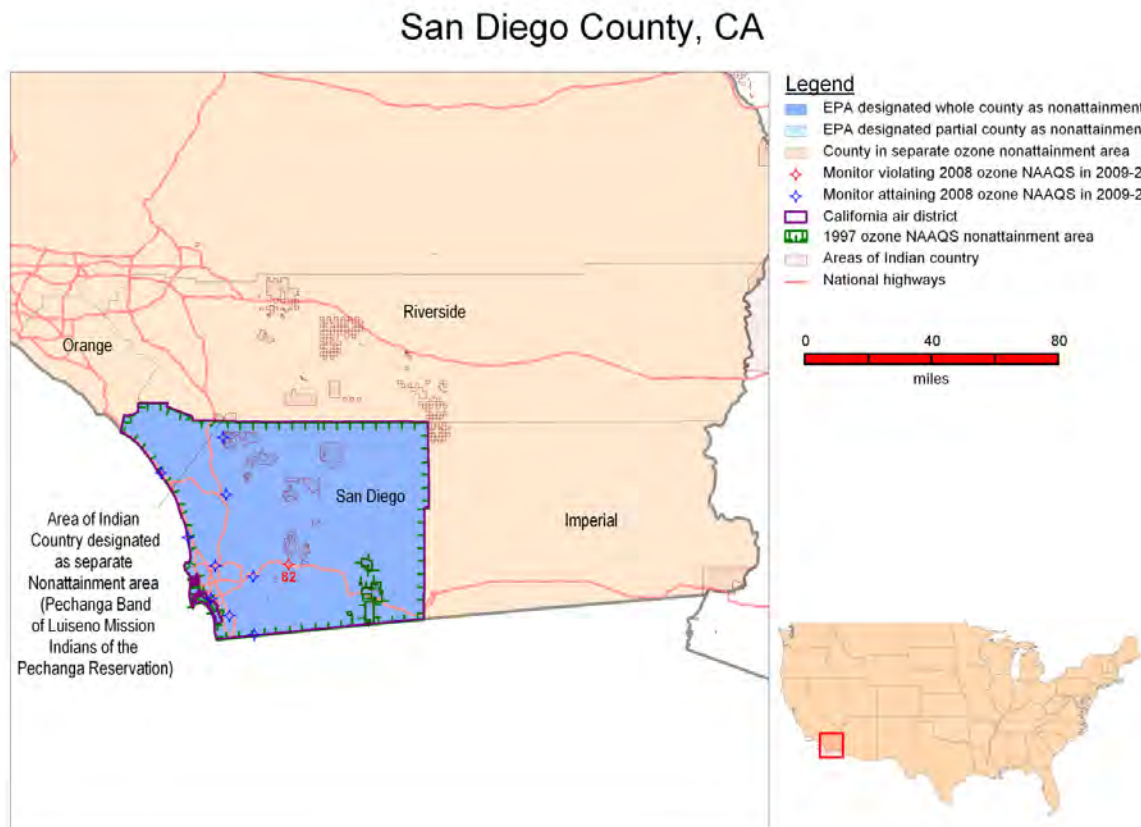 San Diego County, CA
Legend
EPA designated whole county as nonattainment
EPA designated partial county as nonattainmen
County in separate ozone nonattainment area
Monitor violating 2008 ozone NAAQS in 2009-2
Monitor attaining 2008 ozone NAAQS in 2009-2
California air district
1997 ozone NAAQS nonattainment area
Areas of Indian country
National highways
0 40 80
miles
Riverside
Orange
San Diego
Imperial
82
Area of Indian
Country designated
as separate
Nonattainment area
(Pechanga Band
of Luiseno Mission
Indians of the
Pechanga Reservation)